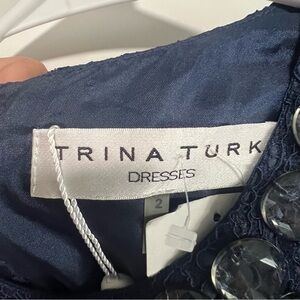 TRINA TURK
DRESSES
2